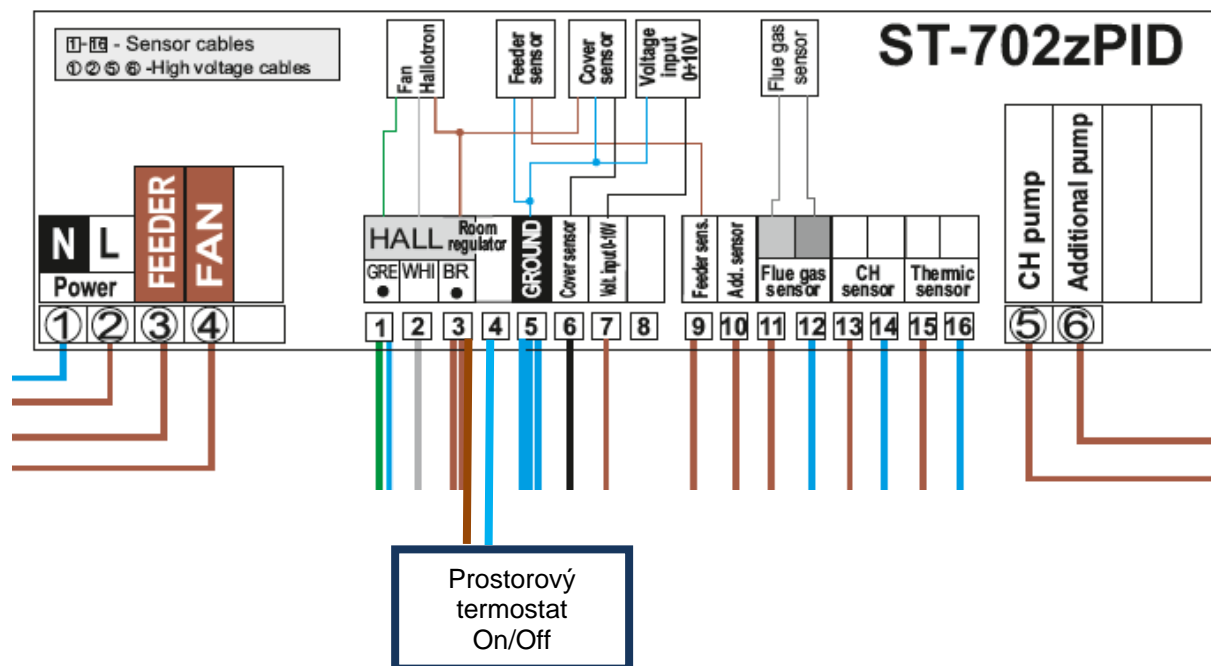 1-16 - Sensor cables
① ② ⑤ ⑥ -High voltage cables
ST-702zPID
Fan
Hallotron
Feeder
sensor
Cover
sensor
Voltage
input
0÷10V
Flue gas
sensor
N L
Power
FEEDER
FAN
HALL
Room
regulator
GRE WHI BR
GROUND
Cover sensor
Volt. input 0-10V
Feeder sens.
Add. sensor
Flue gas
sensor
CH
sensor
Thermic
sensor
CH pump
Additional pump
① ② ③ ④
1 2 3 4 5 6 7 8
9 10 11 12 13 14 15 16
⑤ ⑥
Prostorový
termostat
On/Off